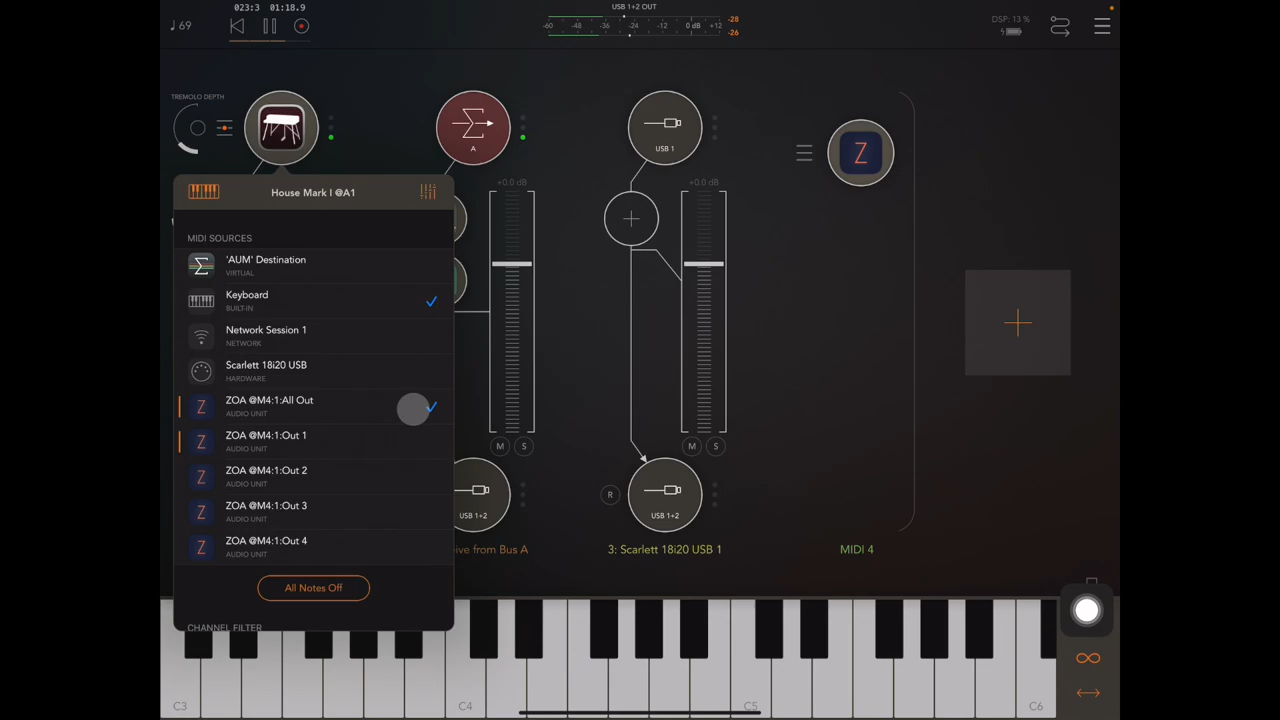 023:3 01:18.9
69
USB 1+2 OUT
-60 -48 -36 -24 -12 0 dB +12
-28
-26
DSP: 13 %
TREMOLO DEPTH
A
USB 1
Z
House Mark I @A1
MIDI SOURCES
'AUM' Destination
VIRTUAL
Keyboard
BUILT-IN
Network Session 1
NETWORK
Scarlett 18i20 USB
HARDWARE
Z ZOA @M4:1:All Out
AUDIO UNIT
Z ZOA @M4:1:Out 1
AUDIO UNIT
Z ZOA @M4:1:Out 2
AUDIO UNIT
Z ZOA @M4:1:Out 3
AUDIO UNIT
Z ZOA @M4:1:Out 4
AUDIO UNIT
All Notes Off
CHANNEL FILTER
+0.0 dB
+0.0 dB
M S
M S
R
USB 1+2
USB 1+2
ive from Bus A
3: Scarlett 18i20 USB 1
MIDI 4
C3
C4
C5
C6